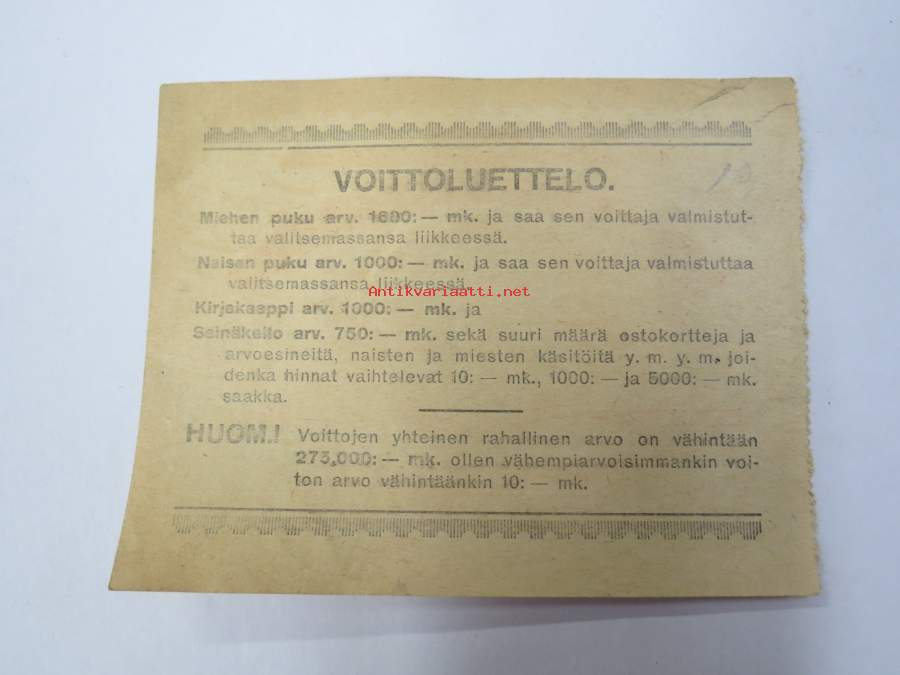 VOITTOLUETTELO.
Miehen puku arv. 1600: — mk. ja saa sen voittaja valmistut-
taa valitsemassansa liikkeessä.
Naisen puku arv. 1000: — mk. ja saa sen voittaja valmistuttaa
valitsemassansa liikkeessä.
Antikvariaatti.net
Kirjakaappi arv. 1000: — mk. ja
Seinäkello arv. 750: — mk. sekä suuri määrä ostokortteja ja
arvoesineitä, naisten ja miesten käsitöitä y. m. y. m. joi-
denka hinnat vaihtelevat 10: — mk., 1000: — ja 5000: — mk.
saakka.
HUOM.! Voittojen yhteinen rahallinen arvo on vähintään
275,000: — mk. ollen vähempiarvoisimmankin voi-
ton arvo vähintäänkin 10: — mk.